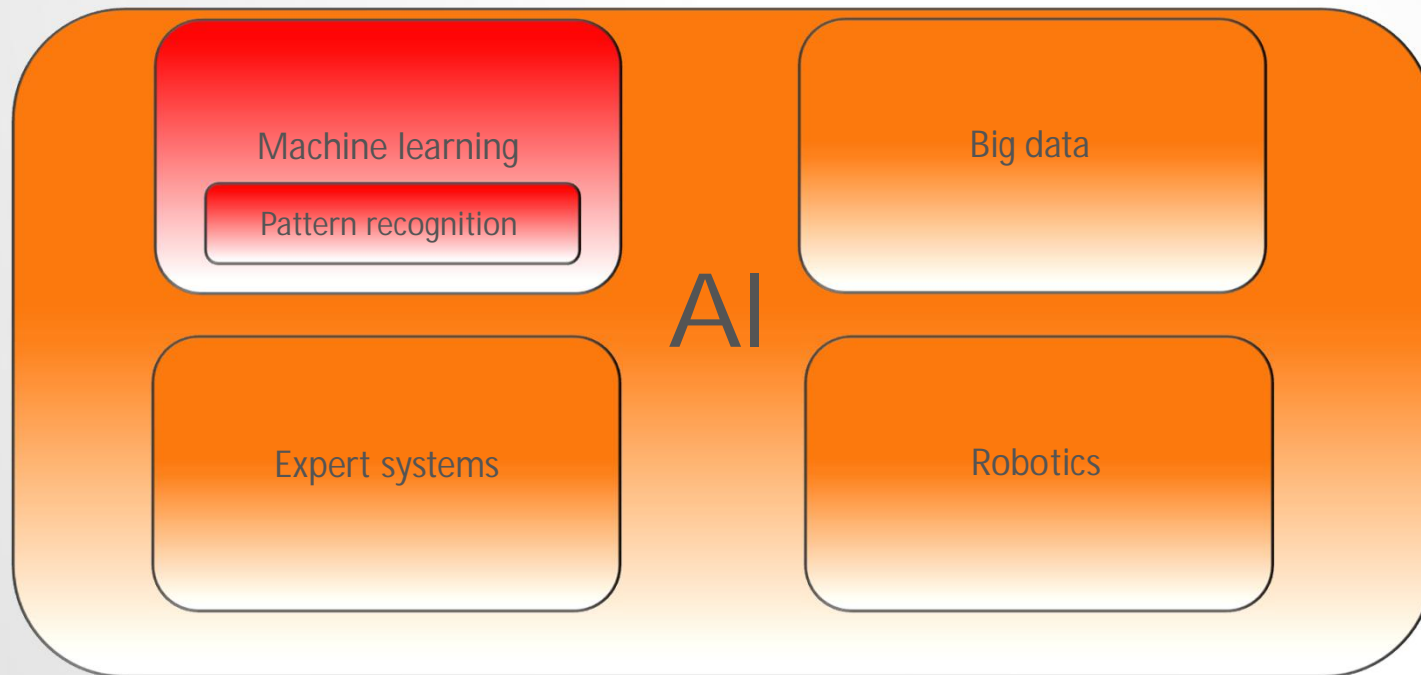 Machine learning
Pattern recognition
Big data
AI
Expert systems
Robotics